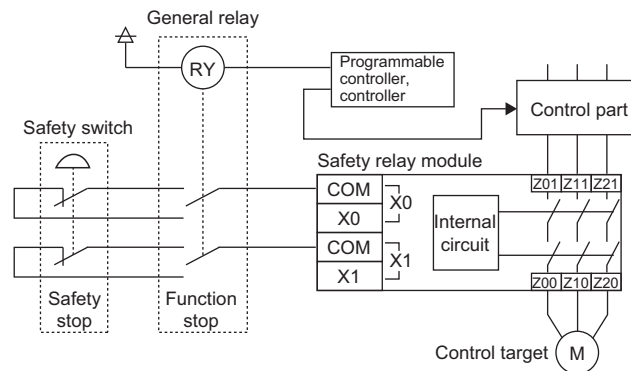 General relay
RY
Programmable
controller,
controller
Control part
Safety switch
Safety relay module
Z01 Z11 Z21
COM
X0
X0
COM
X1
X1
Internal
circuit
Z00 Z10 Z20
Safety
stop
Function
stop
Control target
M